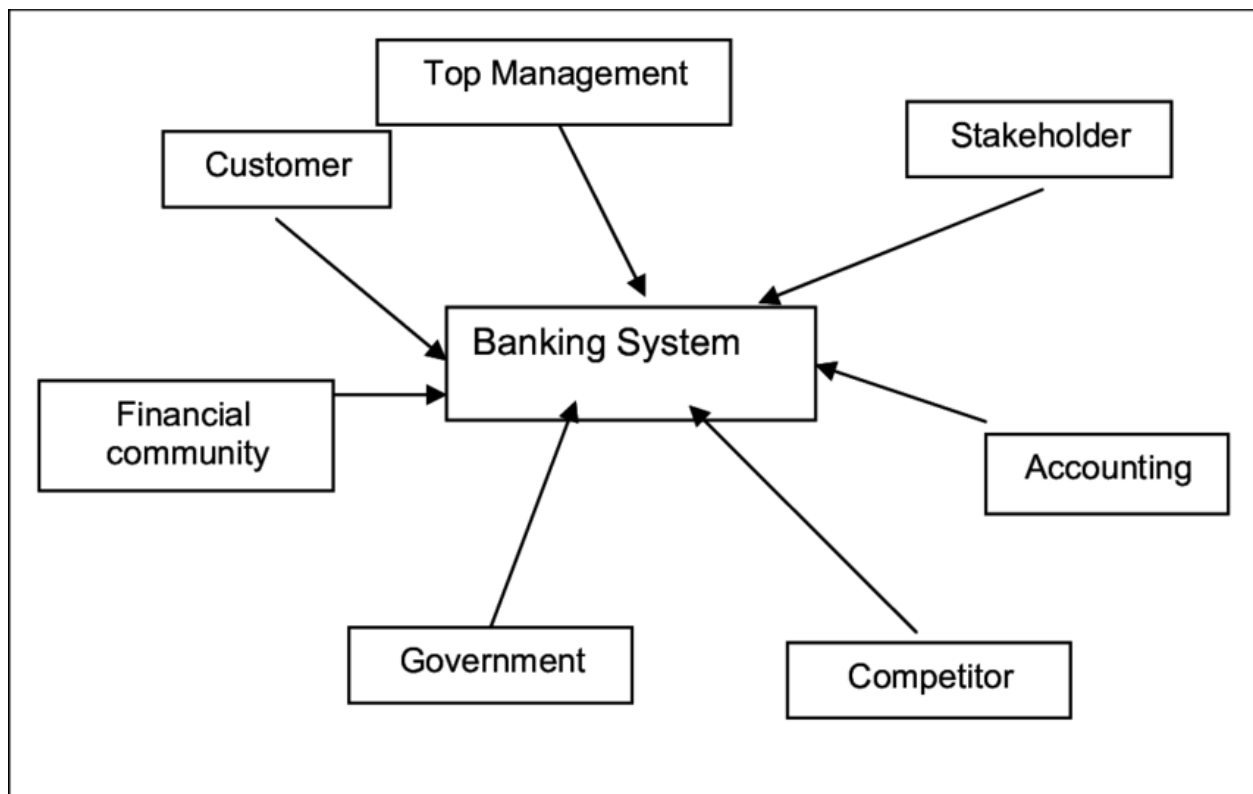 Top Management
Stakeholder
Customer
Banking System
Financial
community
Accounting
Government
Competitor